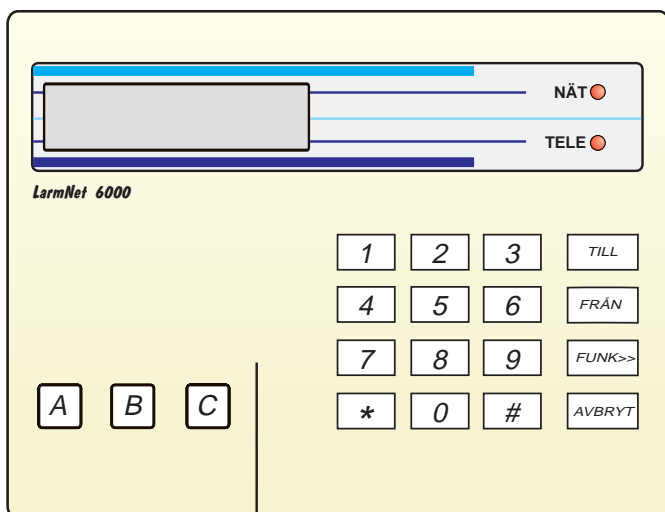 NÄT
TELE
LarmNet 6000
1 2 3 TILL
4 5 6 FRÅN
7 8 9 FUNK>>
A B C * 0 # AVBRYT